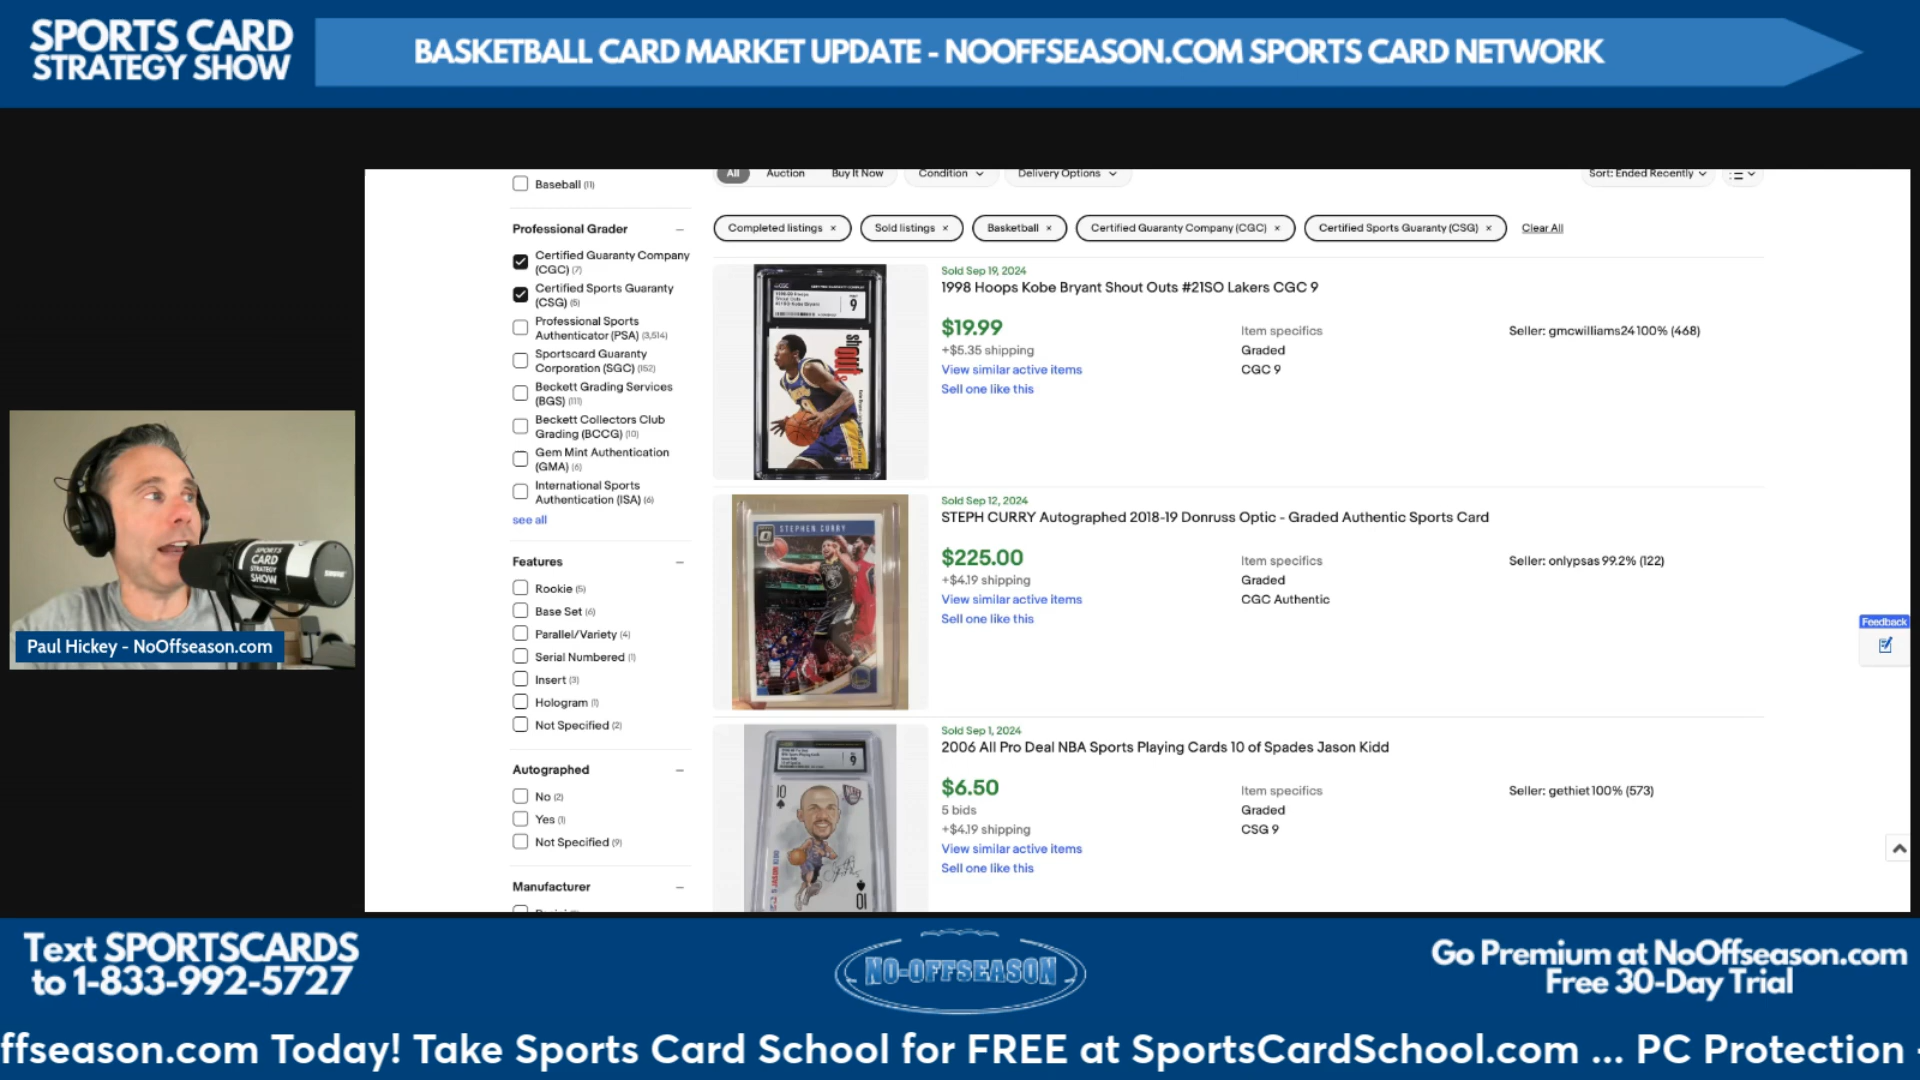 SPORTS CARD
STRATEGY SHOW
BASKETBALL CARD MARKET UPDATE - NOOFFSEASON.COM SPORTS CARD NETWORK
All
Auction
Buy It Now
Condition
Delivery Options
Sort: Ended Recently
Baseball (11)
Professional Grader
Certified Guaranty Company
(CGC) (7)
Certified Sports Guaranty
(CSG) (5)
Professional Sports
Authenticator (PSA) (3,514)
Sportscard Guaranty
Corporation (SGC) (152)
Beckett Grading Services
(BGS) (111)
Beckett Collectors Club
Grading (BCCG) (10)
Gem Mint Authentication
(GMA) (6)
International Sports
Authentication (ISA) (6)
see all
Features
Rookie (5)
Base Set (6)
Parallel/Variety (4)
Serial Numbered (1)
Insert (3)
Hologram (1)
Not Specified (2)
Autographed
No (2)
Yes (1)
Not Specified (9)
Manufacturer
Completed listings ×
Sold listings ×
Basketball ×
Certified Guaranty Company (CGC) ×
Certified Sports Guaranty (CSG) ×
Clear All
Sold Sep 19, 2024
1998 Hoops Kobe Bryant Shout Outs #21SO Lakers CGC 9
$19.99
+$5.35 shipping
View similar active items
Sell one like this
Item specifics
Graded
CGC 9
Seller: gmcwilliams24 100% (468)
9
shout
Sold Sep 12, 2024
STEPH CURRY Autographed 2018-19 Donruss Optic - Graded Authentic Sports Card
$225.00
+$4.19 shipping
View similar active items
Sell one like this
Item specifics
Graded
CGC Authentic
Seller: onlypsas 99.2% (122)
STEPHEN CURRY
Sold Sep 1, 2024
2006 All Pro Deal NBA Sports Playing Cards 10 of Spades Jason Kidd
$6.50
5 bids
+$4.19 shipping
View similar active items
Sell one like this
Item specifics
Graded
CSG 9
Seller: gethiet 100% (573)
9
10
JASON KIDD
10
Feedback
SPORTS
CARD
STRATEGY
SHOW
SHURE
Paul Hickey - NoOffseason.com
Text SPORTSCARDS
to 1-833-992-5727
NO-OFFSEASON
Go Premium at NoOffseason.com
Free 30-Day Trial
ffseason.com Today! Take Sports Card School for FREE at SportsCardSchool.com ... PC Protection -